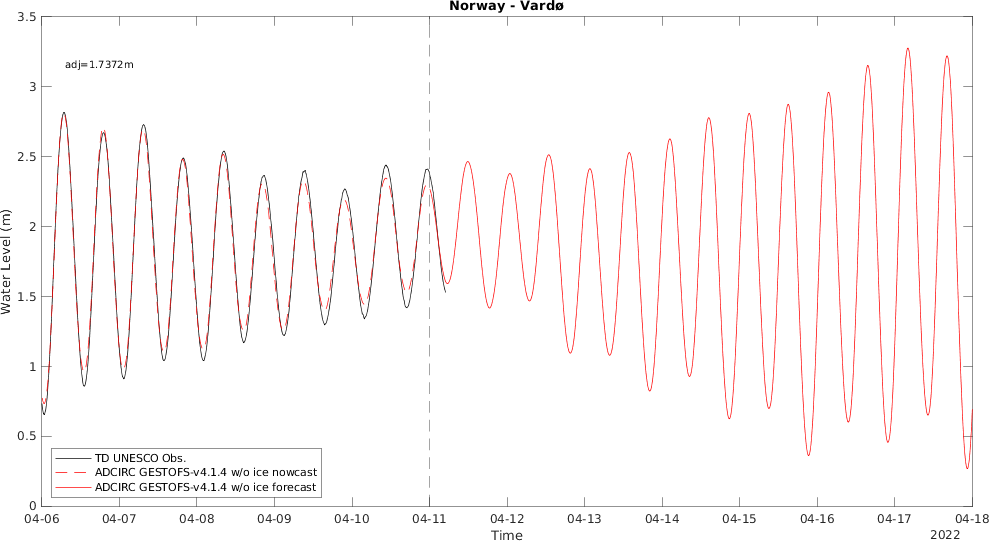 Norway - Vardø
3.5
adj=1.7372m
3
2.5
2
Water Level (m)
1.5
1
0.5
0
TD UNESCO Obs.
ADCIRC GESTOFS-v4.1.4 w/o ice nowcast
ADCIRC GESTOFS-v4.1.4 w/o ice forecast
04-06 04-07 04-08 04-09 04-10 04-11 04-12 04-13 04-14 04-15 04-16 04-17 04-18
Time
2022